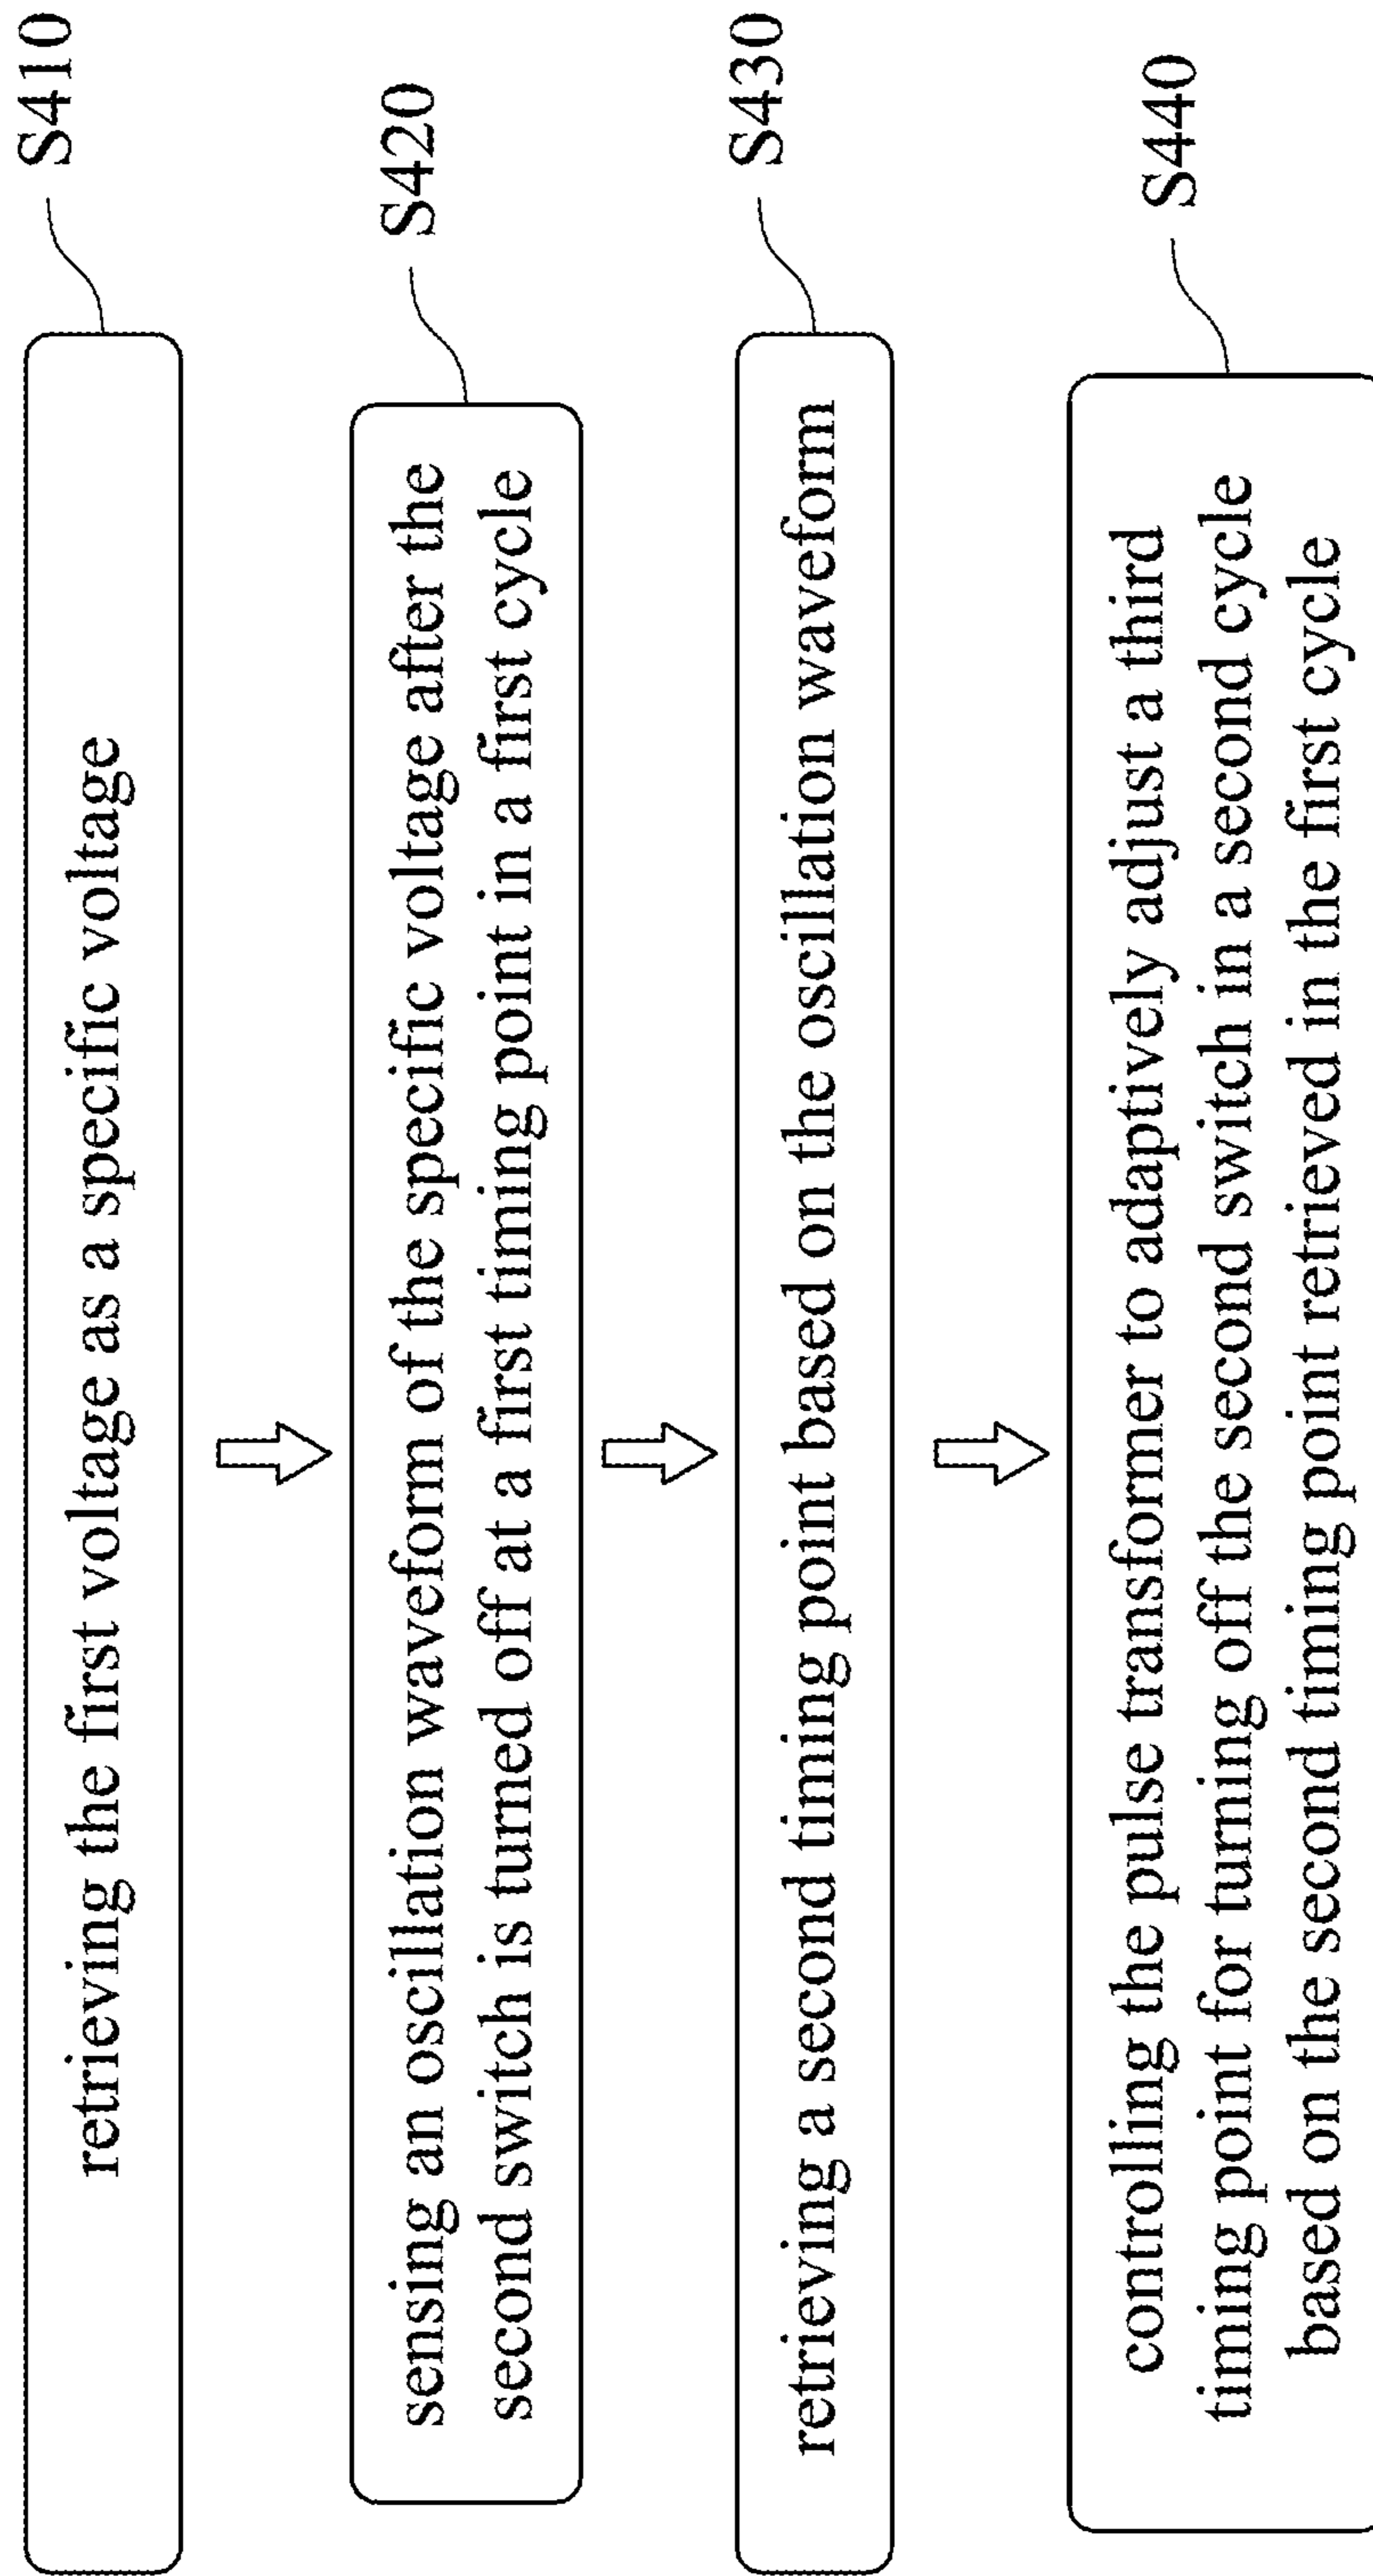 retrieving the first voltage as a specific voltage
S410
sensing an oscillation waveform of the specific voltage after the
second switch is turned off at a first timing point in a first cycle
S420
retrieving a second timing point based on the oscillation waveform
S430
controlling the pulse transformer to adaptively adjust a third
timing point for turning off the second switch in a second cycle
based on the second timing point retrieved in the first cycle
S440